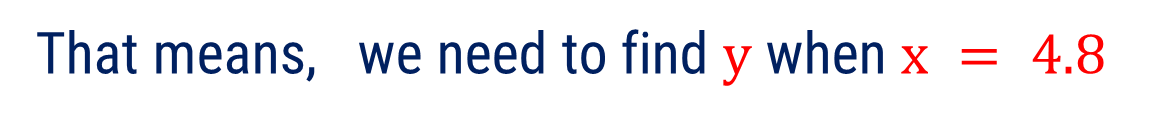 That means, we need to find y when x = 4.8